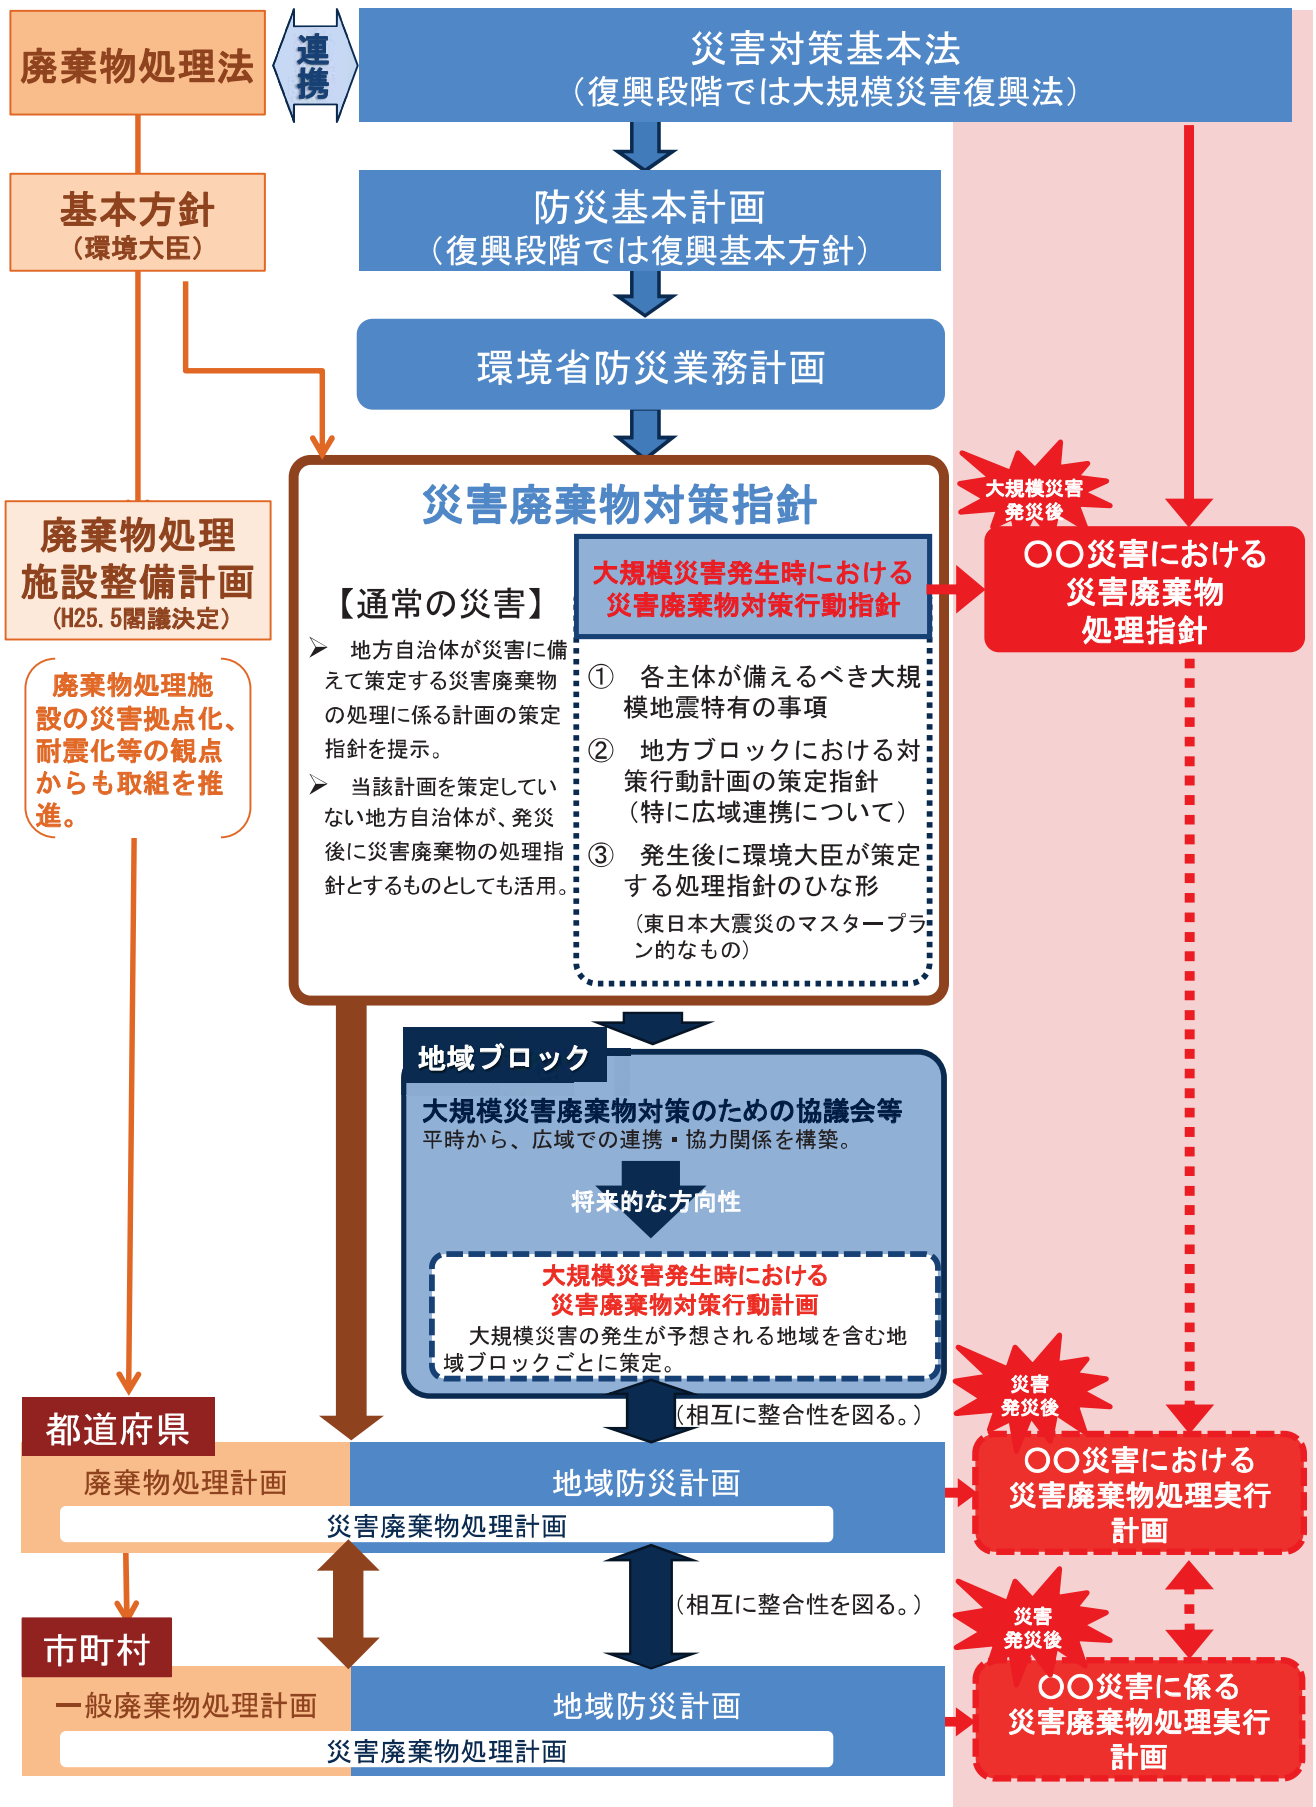 廃棄物処理法
連
携
災害対策基本法
（復興段階では大規模災害復興法）
基本方針
（環境大臣）
防災基本計画
（復興段階では復興基本方針）
環境省防災業務計画
廃棄物処理
施設整備計画
(H25.5閣議決定)
廃棄物処理施
設の災害拠点化、
耐震化等の観点
からも取組を推
進。
災害廃棄物対策指針
【通常の災害】
➢ 地方自治体が災害に備
えて策定する災害廃棄物
の処理に係る計画の策定
指針を提示。
➢ 当該計画を策定してい
ない地方自治体が、発災
後に災害廃棄物の処理指
針とするものとしても活用。
大規模災害発生時における
災害廃棄物対策行動指針
① 各主体が備えるべき大規
模地震特有の事項
② 地方ブロックにおける対
策行動計画の策定指針
（特に広域連携について）
③ 発生後に環境大臣が策定
する処理指針のひな形
（東日本大震災のマスタープラ
ン的なもの）
大規模災害
発災後
〇〇災害における
災害廃棄物
処理指針
地域ブロック
大規模災害廃棄物対策のための協議会等
平時から、広域での連携・協力関係を構築。
将来的な方向性
大規模災害発生時における
災害廃棄物対策行動計画
大規模災害の発生が予想される地域を含む地
域ブロックごとに策定。
（相互に整合性を図る。）
都道府県
廃棄物処理計画
地域防災計画
災害廃棄物処理計画
災害
発災後
〇〇災害における
災害廃棄物処理実行
計画
（相互に整合性を図る。）
市町村
一般廃棄物処理計画
地域防災計画
災害廃棄物処理計画
災害
発災後
〇〇災害に係る
災害廃棄物処理実行
計画